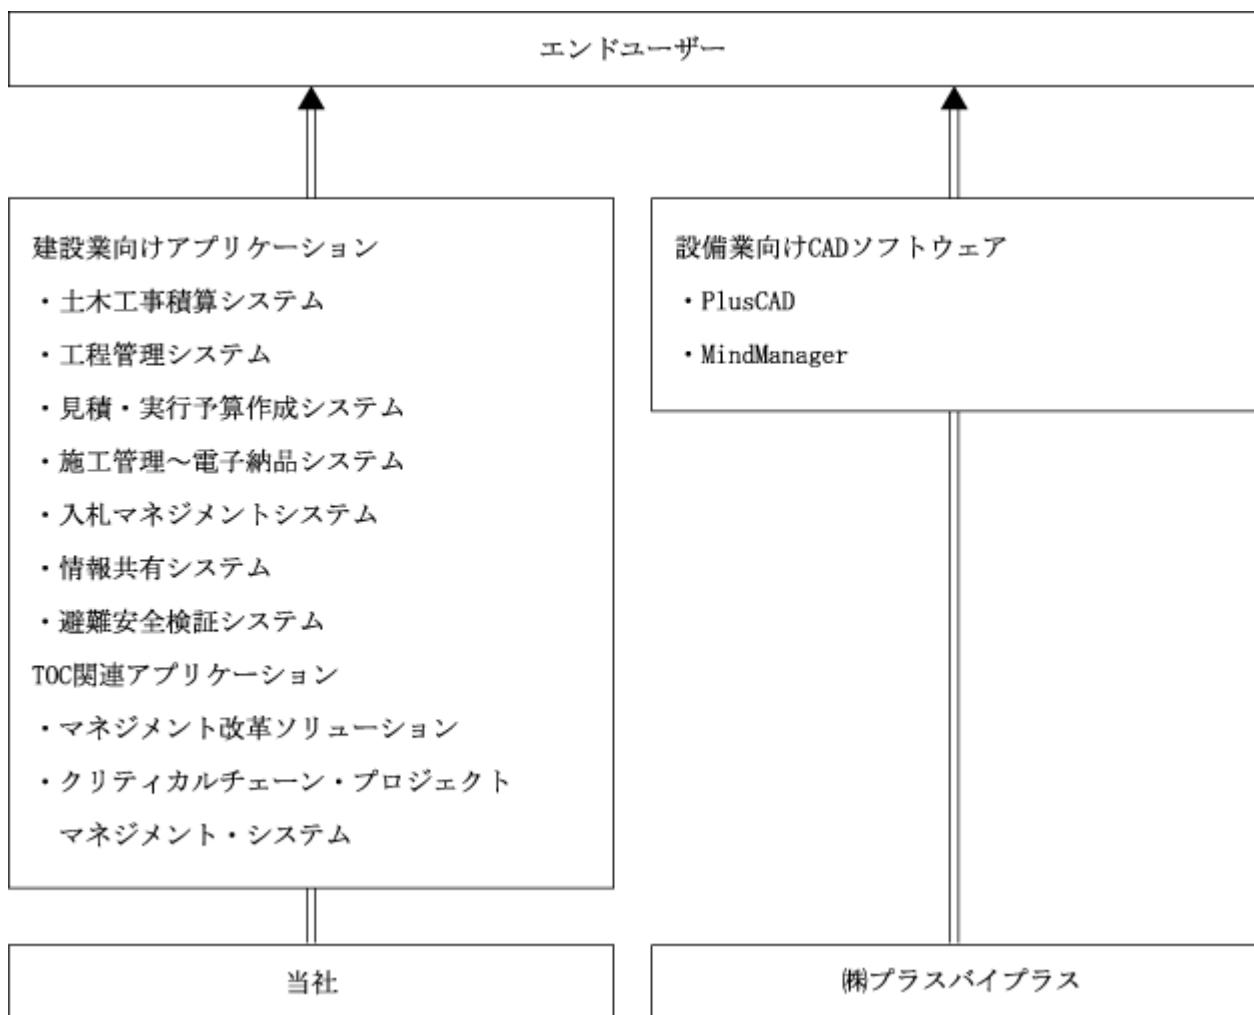 エンドユーザー
建設業向けアプリケーション
・土木工事積算システム
・工程管理システム
・見積・実行予算作成システム
・施工管理～電子納品システム
・入札マネジメントシステム
・情報共有システム
・避難安全検証システム
TOC関連アプリケーション
・マネジメント改革ソリューション
・クリティカルチェーン・プロジェクト
マネジメント・システム
当社
設備業向けCADソフトウェア
・PlusCAD
・MindManager
㈱プラスバイプラス